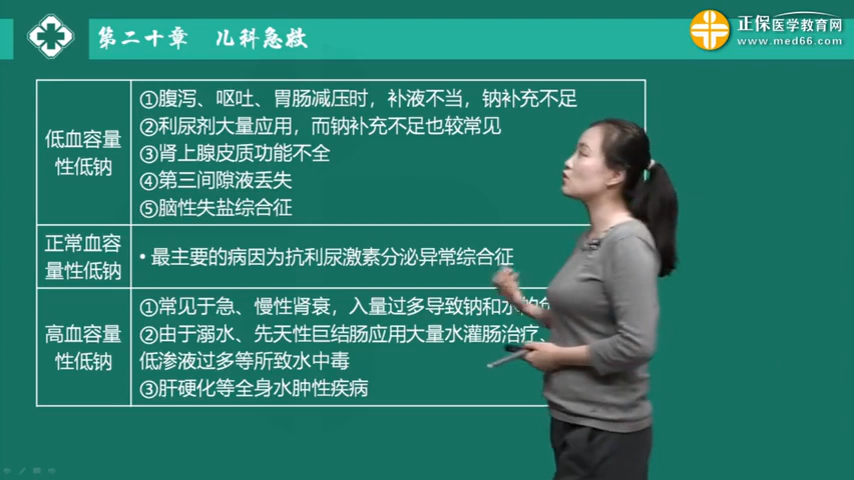 第二十章 儿科急救
正保医学教育网
www.med66.com
低血容量
性低钠
①腹泻、呕吐、胃肠减压时，补液不当，钠补充不足
②利尿剂大量应用，而钠补充不足也较常见
③肾上腺皮质功能不全
④第三间隙液丢失
⑤脑性失盐综合征
正常血容
量性低钠
• 最主要的病因为抗利尿激素分泌异常综合征
高血容量
性低钠
①常见于急、慢性肾衰，入量过多导致钠和水的
②由于溺水、先天性巨结肠应用大量水灌肠治疗、
低渗液过多等所致水中毒
③肝硬化等全身水肿性疾病